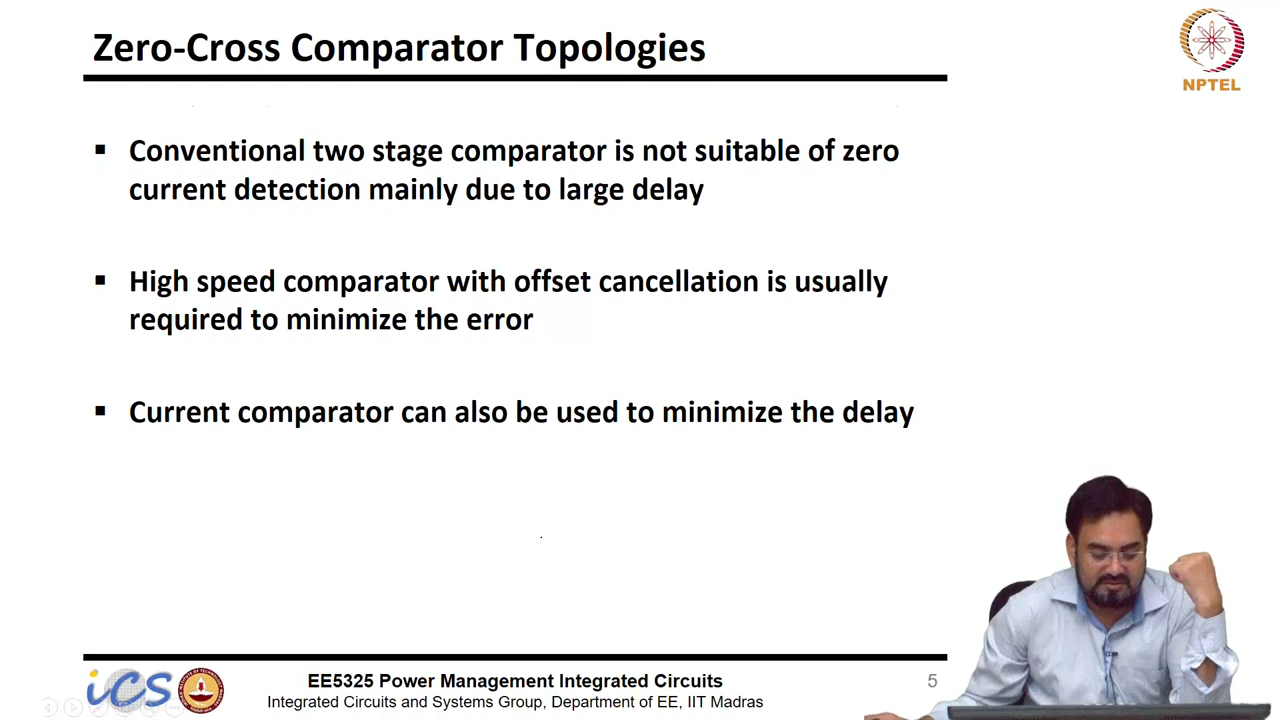 Zero-Cross Comparator Topologies
NPTEL
▪ Conventional two stage comparator is not suitable of zero
current detection mainly due to large delay
▪ High speed comparator with offset cancellation is usually
required to minimize the error
▪ Current comparator can also be used to minimize the delay
iCS
EE5325 Power Management Integrated Circuits
Integrated Circuits and Systems Group, Department of EE, IIT Madras
5